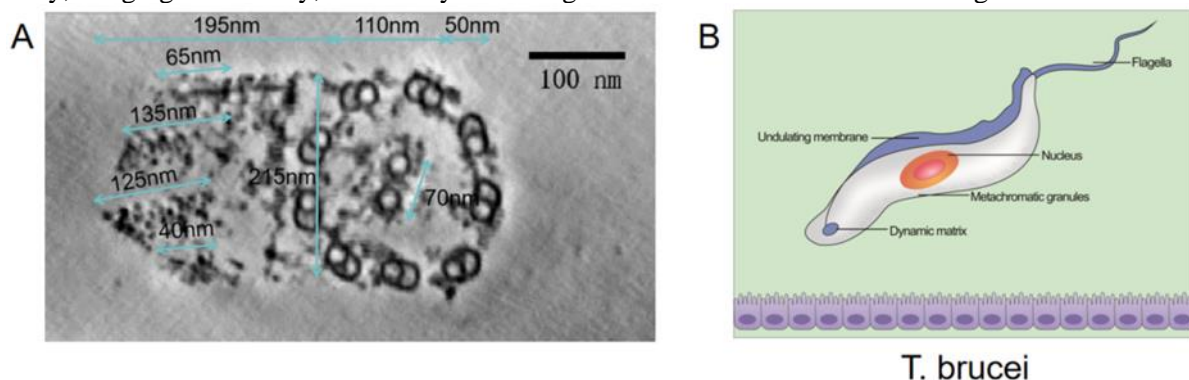 A
195nm
110nm
50nm
65nm
100 nm
135nm
125nm
215nm
70nm
40nm
B
Flagella
Undulating membrane
Nucleus
Metachromatic granules
Dynamic matrix
T. brucei